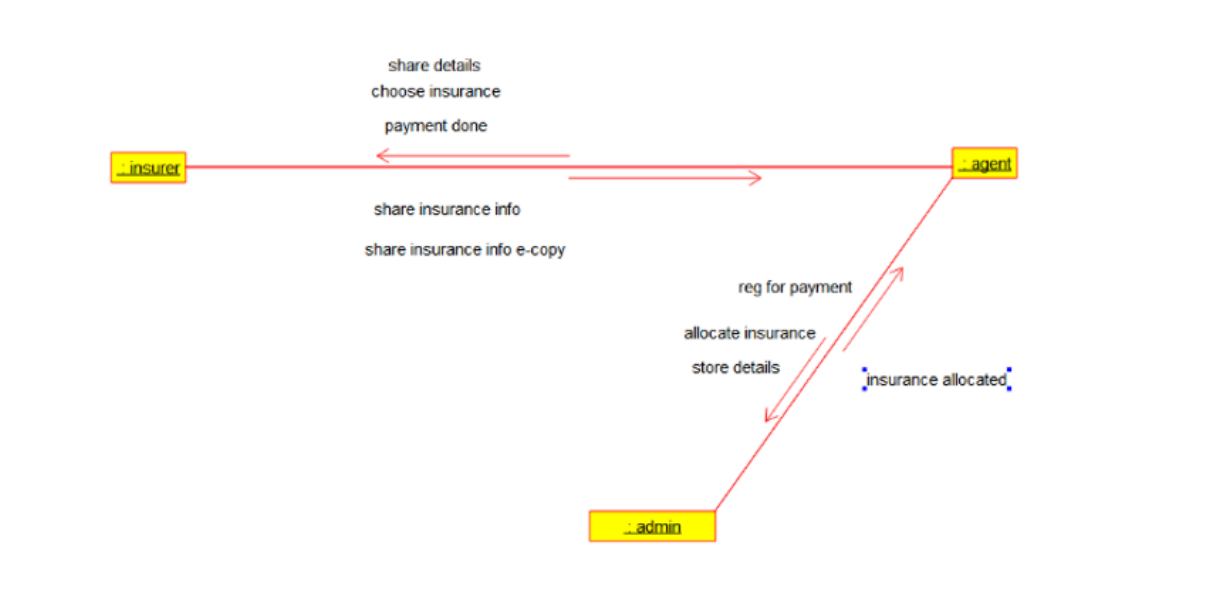 share details
choose insurance
payment done
: insurer
: agent
share insurance info
share insurance info e-copy
reg for payment
allocate insurance
store details
insurance allocated
: admin